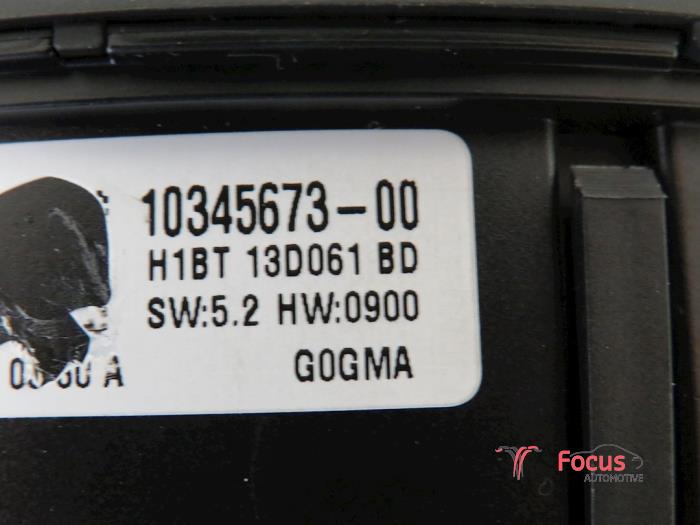 10345673-00
H1BT 13D061 BD
SW:5.2 HW:0900
A G0GMA
Focus
AUTOMOTIVE